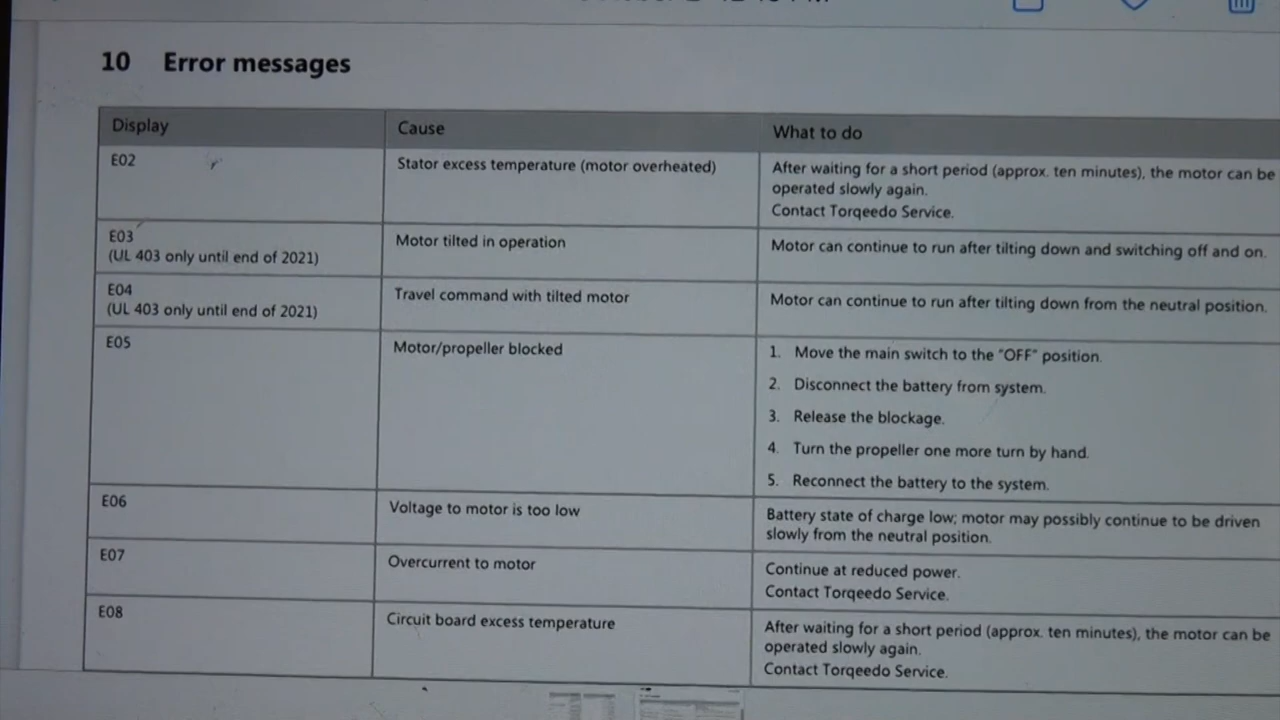 10 Error messages
Display Cause What to do
E02 Stator excess temperature (motor overheated) After waiting for a short period (approx. ten minutes), the motor can be
operated slowly again.
Contact Torqeedo Service.
E03 Motor tilted in operation Motor can continue to run after tilting down and switching off and on.
(UL 403 only until end of 2021)
E04 Travel command with tilted motor Motor can continue to run after tilting down from the neutral position.
(UL 403 only until end of 2021)
E05 Motor/propeller blocked 1. Move the main switch to the "OFF" position.
2. Disconnect the battery from system.
3. Release the blockage.
4. Turn the propeller one more turn by hand.
5. Reconnect the battery to the system.
E06 Voltage to motor is too low Battery state of charge low; motor may possibly continue to be driven
slowly from the neutral position.
E07 Overcurrent to motor Continue at reduced power.
Contact Torqeedo Service.
E08 Circuit board excess temperature After waiting for a short period (approx. ten minutes), the motor can be
operated slowly again.
Contact Torqeedo Service.